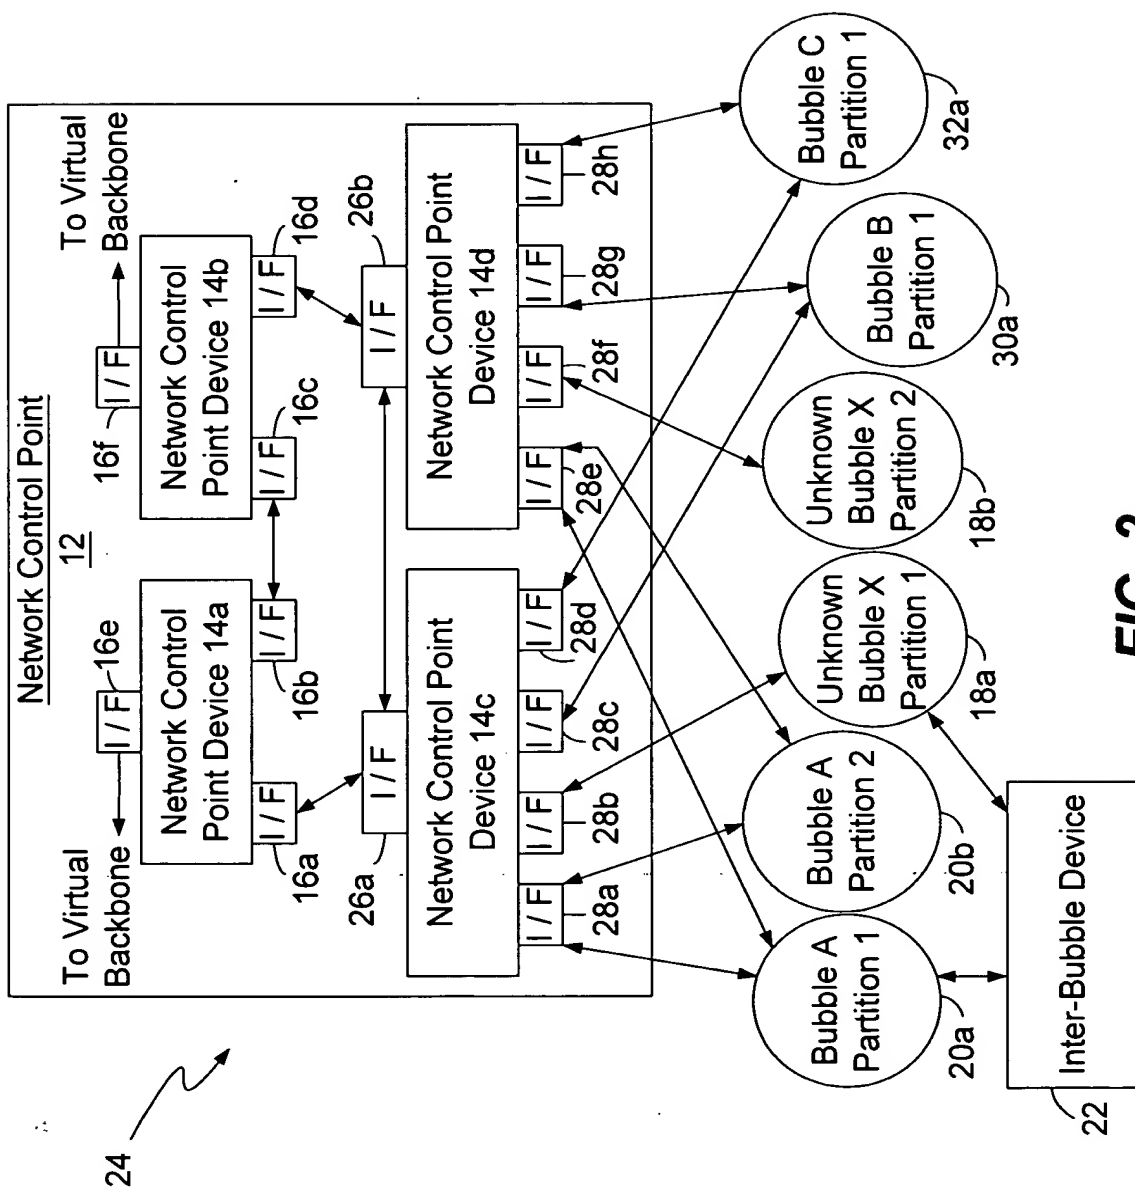 24
Network Control Point
12
To Virtual
Backbone
16e
I / F
Network Control
Point Device 14a
I / F
16a
I / F
16b
16f
I / F
To Virtual
Backbone
Network Control
Point Device 14b
I / F
16c
I / F
16d
26a
I / F
Network Control Point
Device 14c
I / F
28a
I / F
28b
I / F
28c
I / F
28d
26b
I / F
Network Control Point
Device 14d
I / F
28e
I / F
28f
I / F
28g
I / F
28h
Bubble A
Partition 1
20a
Bubble A
Partition 2
20b
Unknown
Bubble X
Partition 1
18a
Unknown
Bubble X
Partition 2
18b
Bubble B
Partition 1
30a
Bubble C
Partition 1
32a
22
Inter-Bubble Device
FIG.